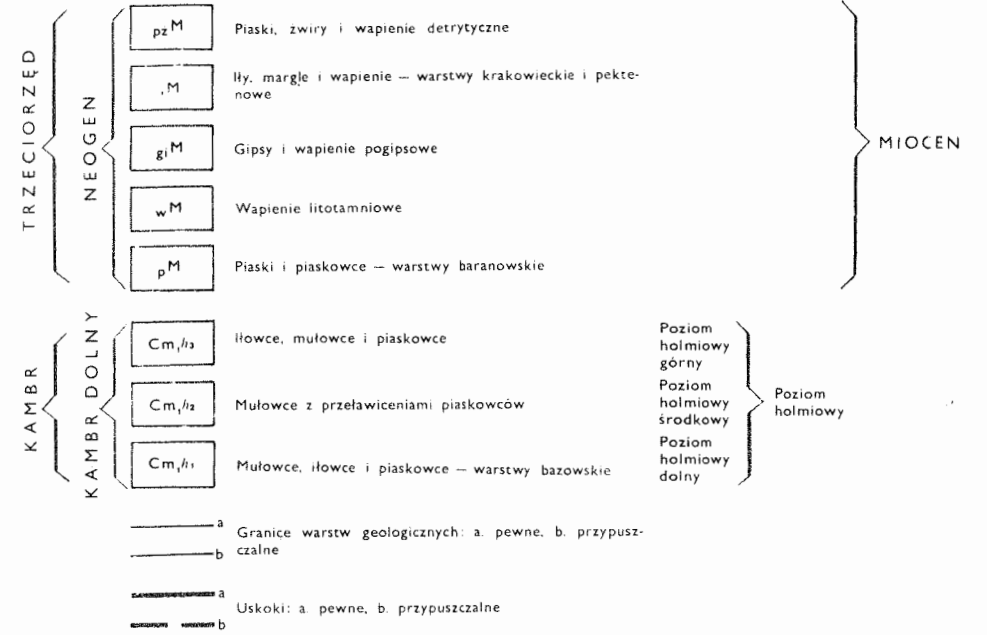 TRZECIORZĘD
NEOGEN
pżM Piaski, żwiry i wapienie detrytyczne
M Iły, margle i wapienie — warstwy krakowieckie i pekte-
nowe
giM Gipsy i wapienie pogipsowe
wM Wapienie litotamniowe
pM Piaski i piaskowce — warstwy baranowskie
MIOCEN
KAMBR
KAMBR DOLNY
Cm1h3 Iłowce, mułowce i piaskowce
Poziom
holmiowy
górny
Cm1h2 Mułowce z przeławiceniami piaskowców
Poziom
holmiowy
środkowy
Cm1h1 Mułowce, iłowce i piaskowce — warstwy bazowskie
Poziom
holmiowy
dolny
Poziom
holmiowy
a
b
Granice warstw geologicznych: a. pewne, b. przypusz-
czalne
a
b
Uskoki: a. pewne, b. przypuszczalne